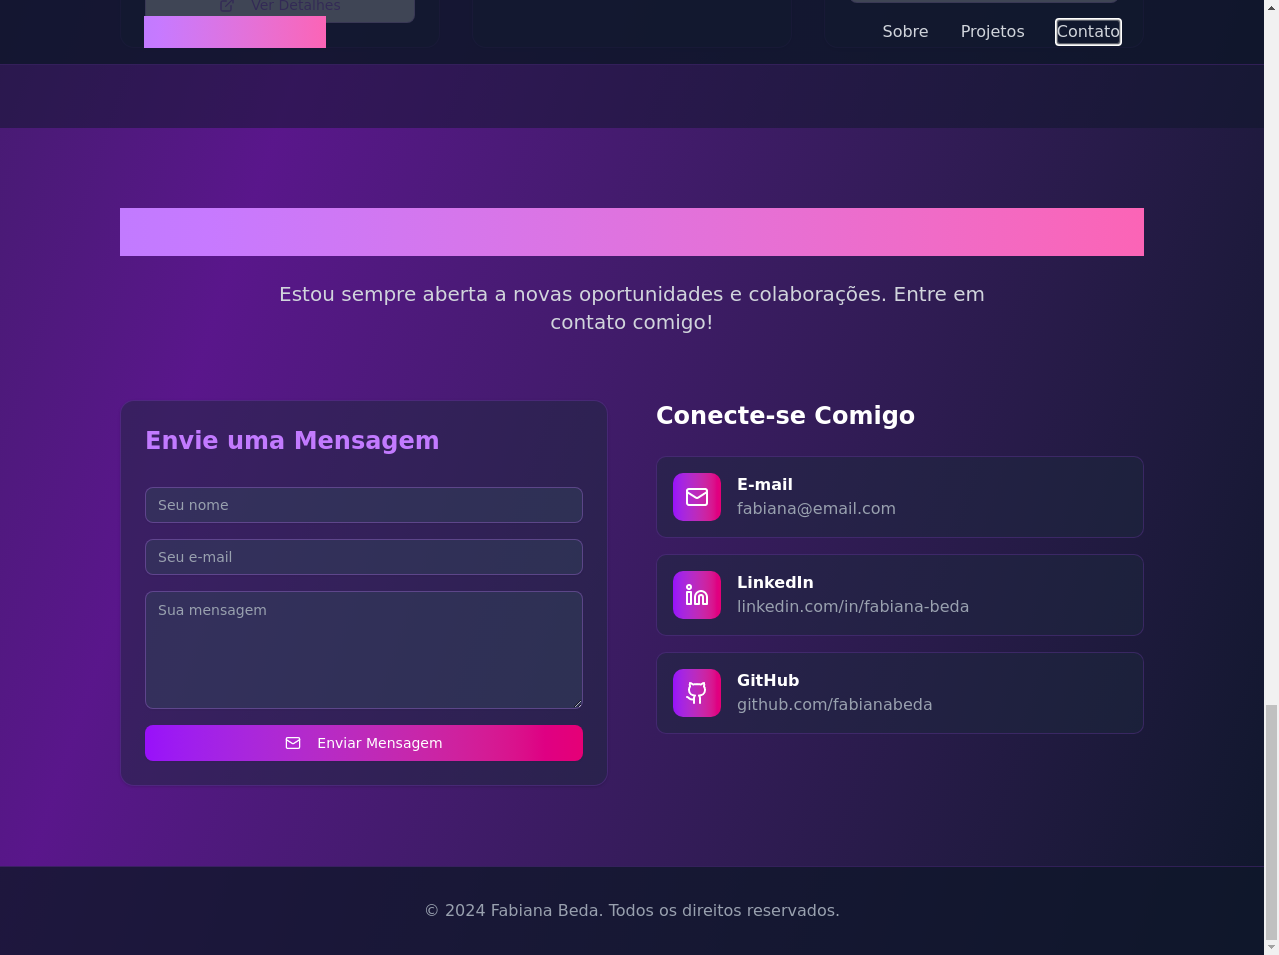 Ver Detalhes
Sobre
Projetos
Contato
Estou sempre aberta a novas oportunidades e colaborações. Entre em
contato comigo!
Envie uma Mensagem
Seu nome
Seu e-mail
Sua mensagem
Enviar Mensagem
Conecte-se Comigo
E-mail
fabiana@email.com
LinkedIn
linkedin.com/in/fabiana-beda
GitHub
github.com/fabianabeda
© 2024 Fabiana Beda. Todos os direitos reservados.